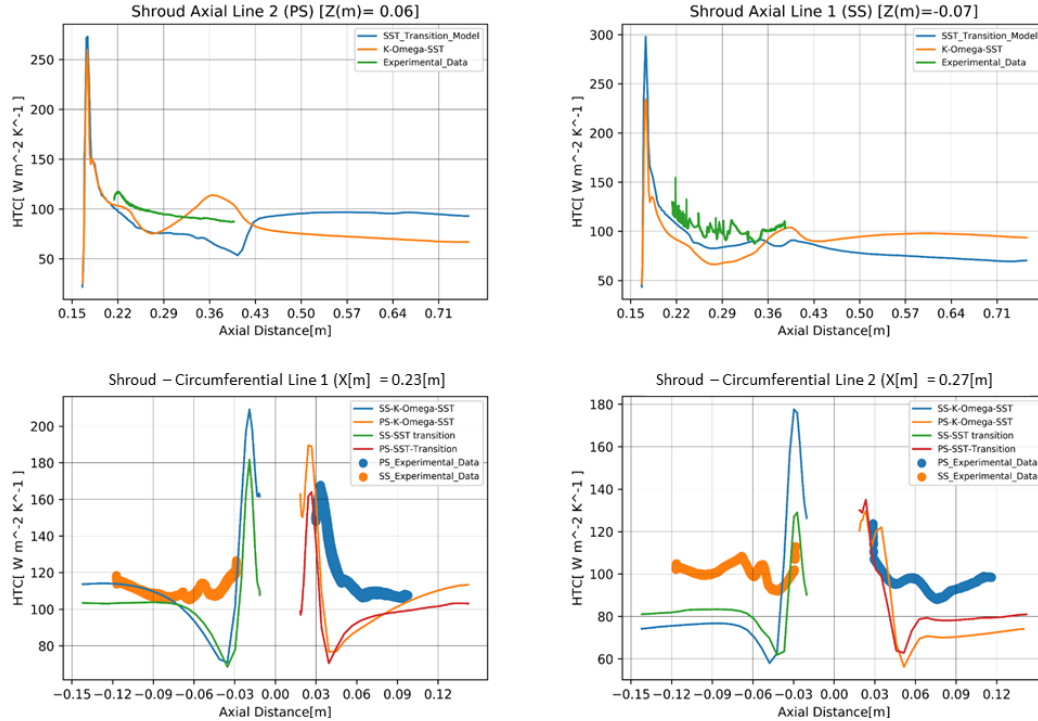 Shroud Axial Line 2 (PS) [Z(m)= 0.06]
HTC[ W m^-2 K^-1 ]
250
200
150
100
50
SST_Transition_Model
K-Omega-SST
Experimental_Data
0.15 0.22 0.29 0.36 0.43 0.50 0.57 0.64 0.71
Axial Distance[m]
Shroud Axial Line 1 (SS) [Z(m)=-0.07]
HTC[ W m^-2 K^-1 ]
300
250
200
150
100
50
SST_Transition_Model
K-Omega-SST
Experimental_Data
0.15 0.22 0.29 0.36 0.43 0.50 0.57 0.64 0.71
Axial Distance[m]
Shroud – Circumferential Line 1 (X[m] = 0.23[m]
HTC[ W m^-2 K^-1 ]
200
180
160
140
120
100
80
SS-K-Omega-SST
PS-K-Omega-SST
SS-SST transition
PS-SST-Transition
PS_Experimental_Data
SS_Experimental_Data
−0.15 −0.12 −0.09 −0.06 −0.03 0.00 0.03 0.06 0.09 0.12
Axial Distance[m]
Shroud – Circumferential Line 2 (X[m] = 0.27[m]
HTC[ W m^-2 K^-1 ]
180
160
140
120
100
80
60
SS-K-Omega-SST
PS-K-Omega-SST
SS-SST transition
PS-SST-Transition
PS_Experimental_Data
SS_Experimental_Data
−0.15 −0.12 −0.09 −0.06 −0.03 0.00 0.03 0.06 0.09 0.12
Axial Distance[m]